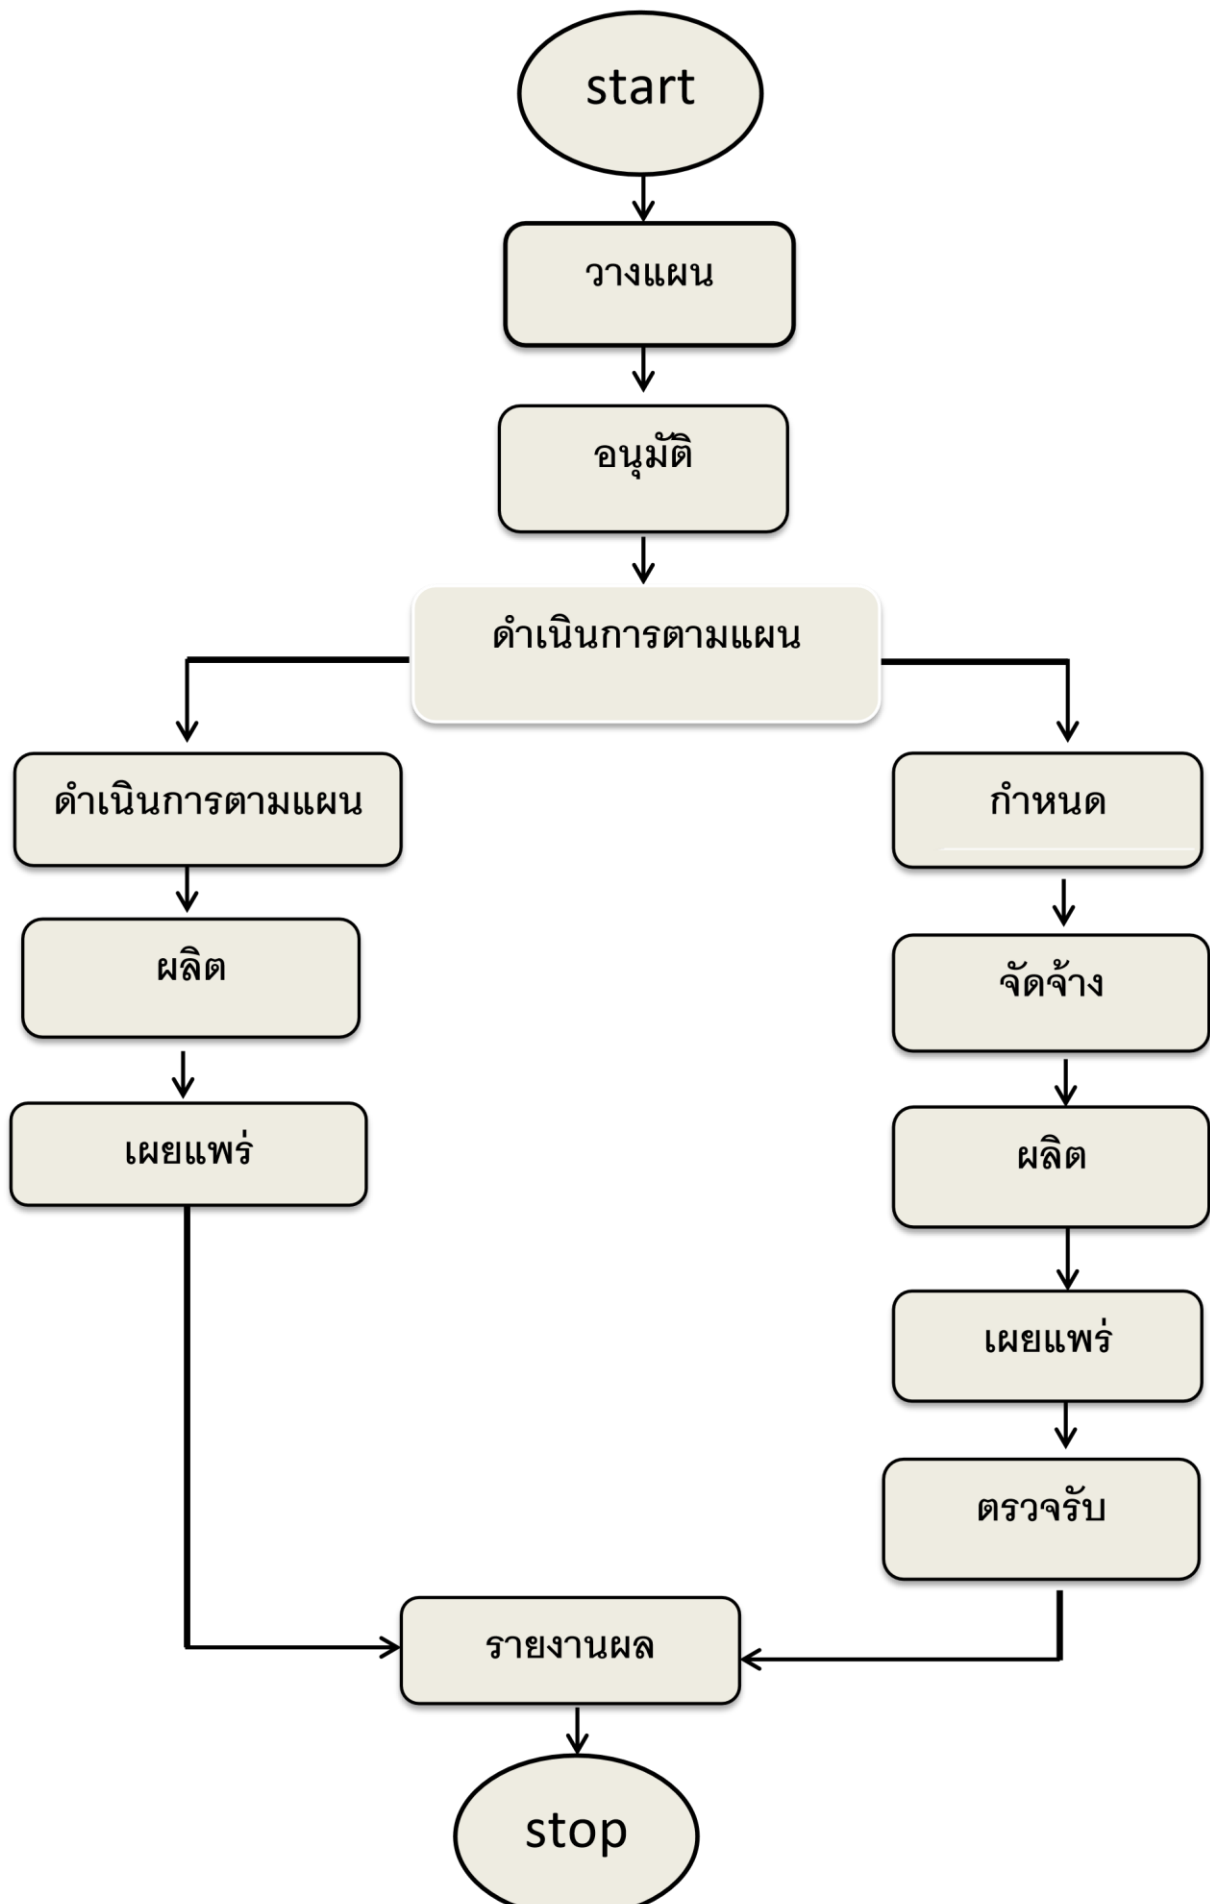 start
วางแผน
อนุมัติ
ดำเนินการตามแผน
ดำเนินการตามแผน
ผลิต
เผยแพร่
กำหนด
จัดจ้าง
ผลิต
เผยแพร่
ตรวจรับ
รายงานผล
stop